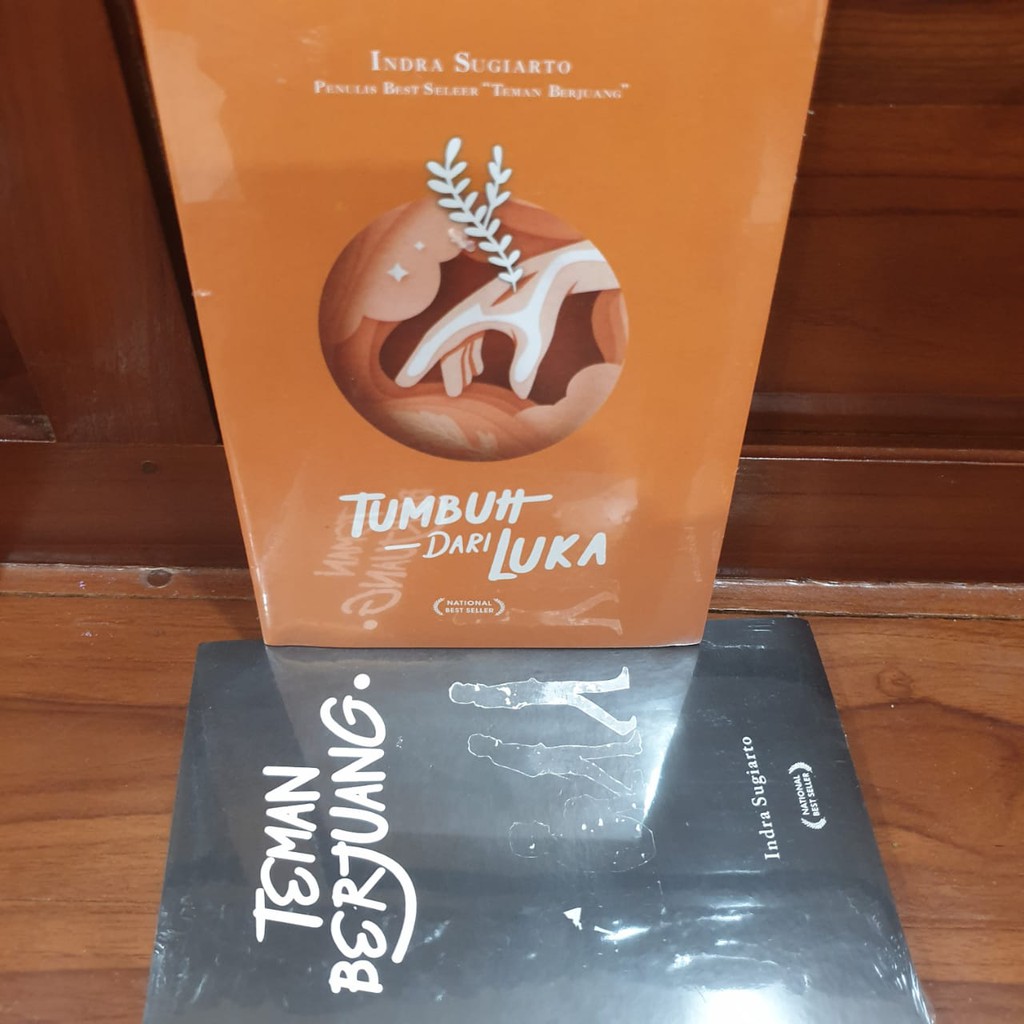 INDRA SUGIARTO
PENULIS BEST SELEER "TEMAN BERJUANG"
TUMBUH
DARI LUKA
NATIONAL
BEST SELLER
TEMAN
BERJUANG.
Indra Sugiarto
NATIONAL
BEST SELLER